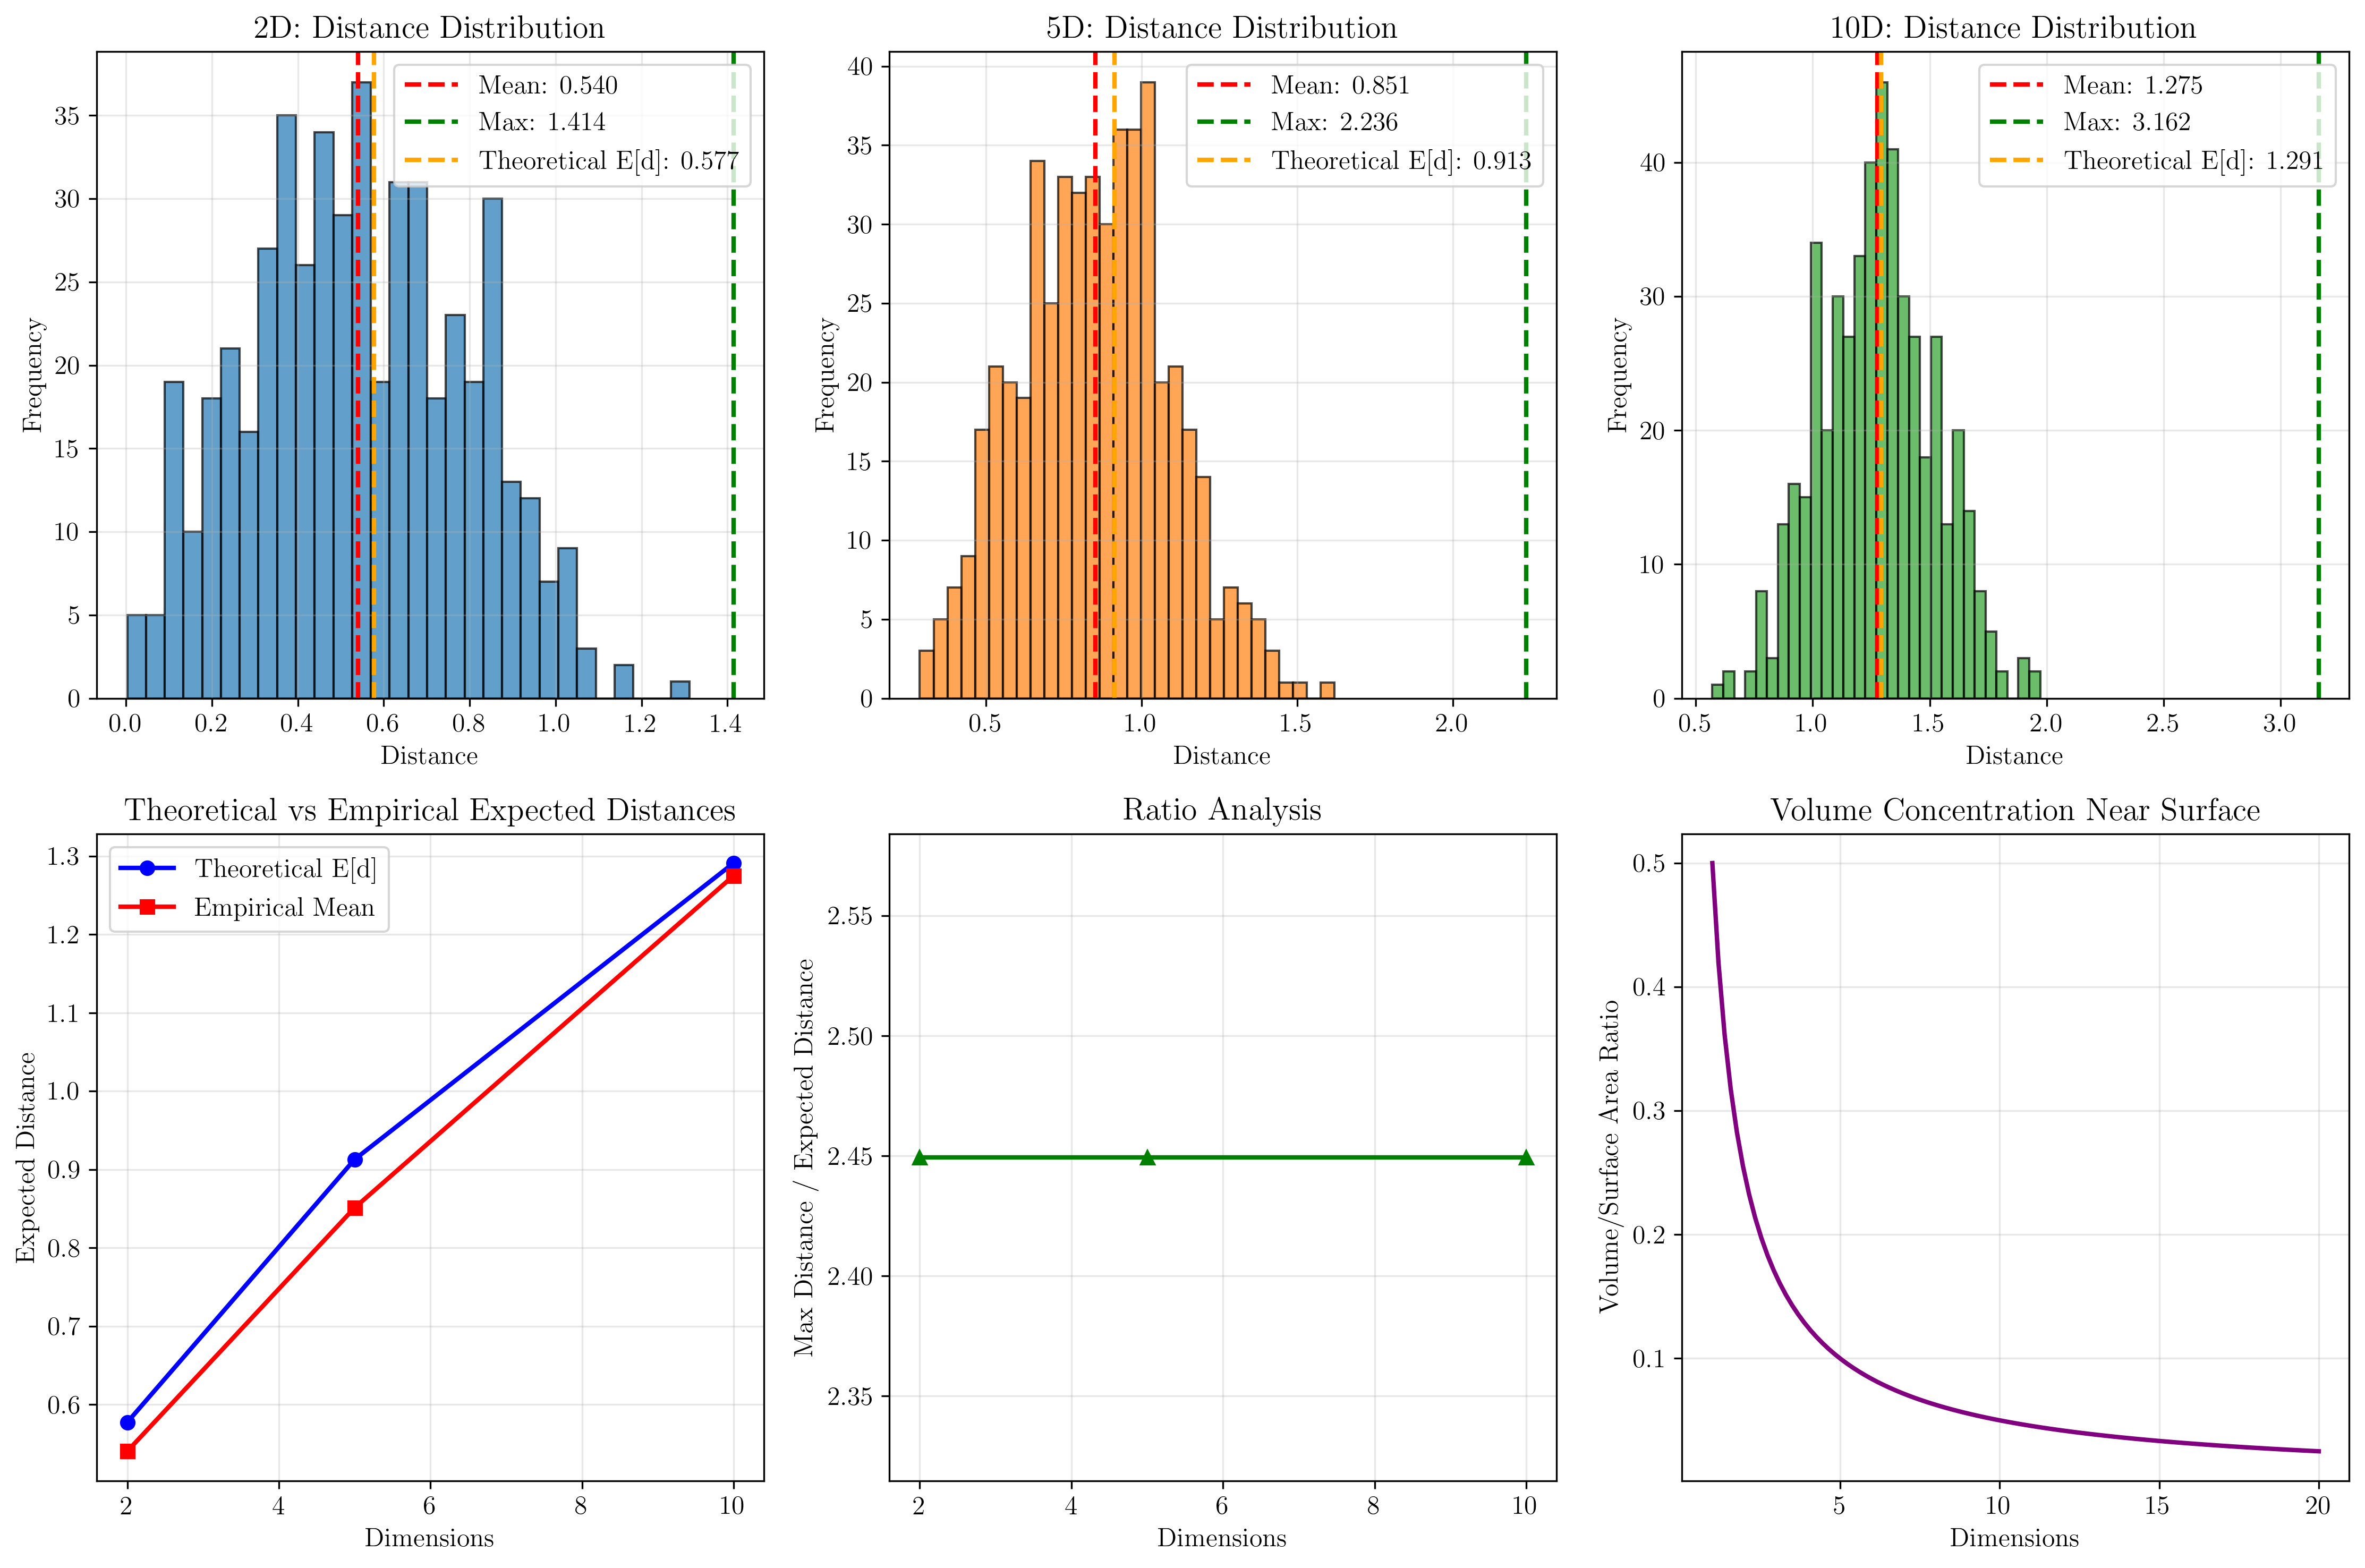 2D: Distance Distribution
Mean: 0.540
Max: 1.414
Theoretical E[d]: 0.577
35
30
25
20
15
10
5
0
Frequency
0.0 0.2 0.4 0.6 0.8 1.0 1.2 1.4
Distance
5D: Distance Distribution
Mean: 0.851
Max: 2.236
Theoretical E[d]: 0.913
40
35
30
25
20
15
10
5
0
Frequency
0.5 1.0 1.5 2.0
Distance
10D: Distance Distribution
Mean: 1.275
Max: 3.162
Theoretical E[d]: 1.291
40
30
20
10
0
Frequency
0.5 1.0 1.5 2.0 2.5 3.0
Distance
Theoretical vs Empirical Expected Distances
Theoretical E[d]
Empirical Mean
1.3
1.2
1.1
1.0
0.9
0.8
0.7
0.6
Expected Distance
2 4 6 8 10
Dimensions
Ratio Analysis
2.55
2.50
2.45
2.40
2.35
Max Distance / Expected Distance
2 4 6 8 10
Dimensions
Volume Concentration Near Surface
0.5
0.4
0.3
0.2
0.1
Volume/Surface Area Ratio
5 10 15 20
Dimensions